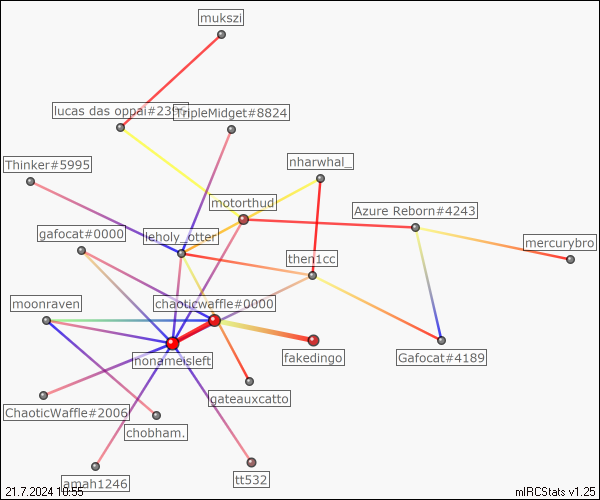 mukszi
lucas das oppai#239
TripleMidget#8824
nharwhal_
Thinker#5995
motorthud
Azure Reborn#4243
gafocat#0000
leholy_otter
mercurybro
then1cc
moonraven
chaoticwaffle#0000
nonameisleft
fakedingo
Gafocat#4189
gateauxcatto
ChaoticWaffle#2006
chobham.
amah1246
tt532
21.7.2024 10:55
mIRCStats v1.25